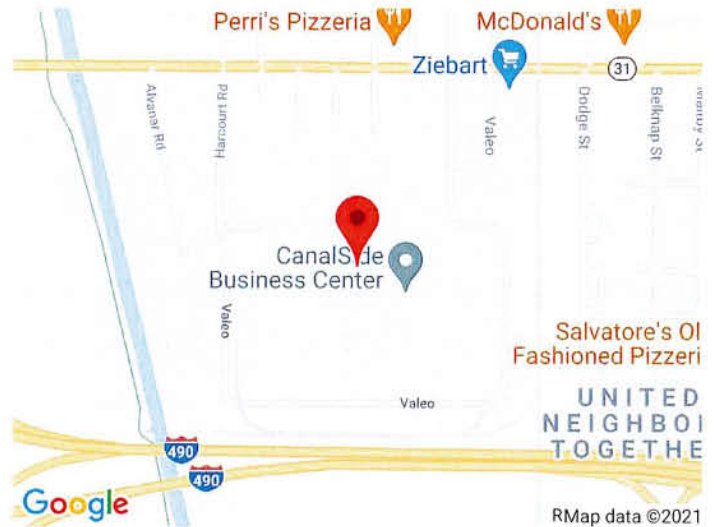 Perri's Pizzeria
McDonald's
Ziebart
31
Alvanar Rd
Harcourt Rd
Valeo
Dodge St
Belknap St
CanalSide
Business Center
Valeo
Salvatore's Ol
Fashioned Pizzeri
Valeo
UNITED
NEIGHBOI
TOGETHE
490
490
Google
RMap data ©2021